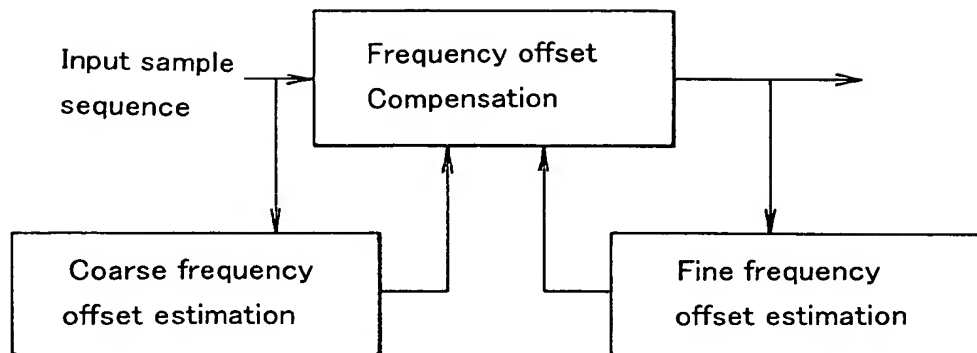 Input sample
sequence
Frequency offset
Compensation
Coarse frequency
offset estimation
Fine frequency
offset estimation